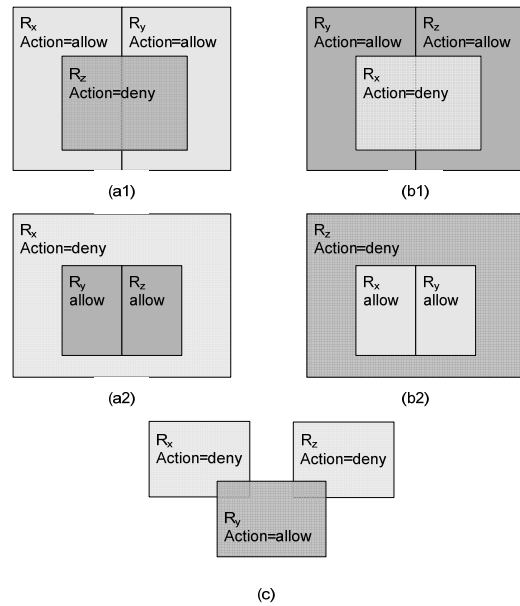 Rx
Action=allow
Ry
Action=allow
Rz
Action=deny
(a1)
Ry
Action=allow
Rz
Action=allow
Rx
Action=deny
(b1)
Rx
Action=deny
Ry
allow
Rz
allow
(a2)
Rz
Action=deny
Rx
allow
Ry
allow
(b2)
Rx
Action=deny
Rz
Action=deny
Ry
Action=allow
(c)